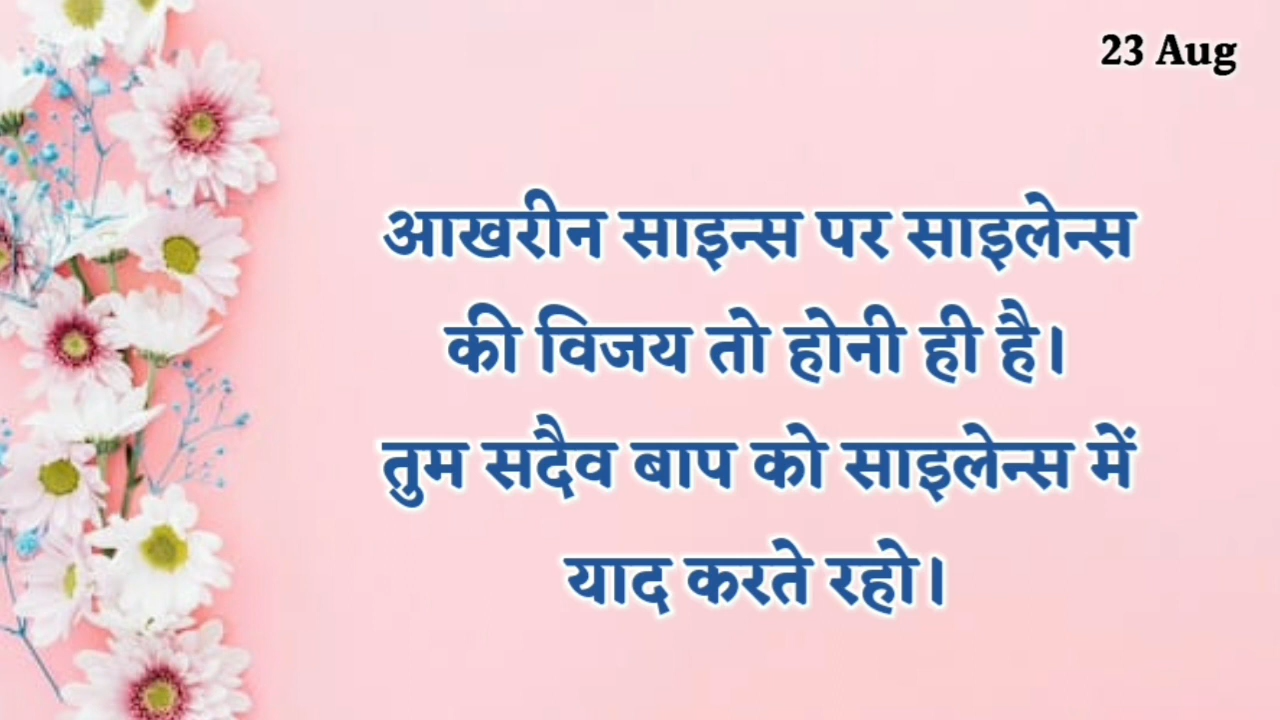 23 Aug
आखरीन साइन्स पर साइलेन्स
की विजय तो होनी ही है।
तुम सदैव बाप को साइलेन्स में
याद करते रहो।